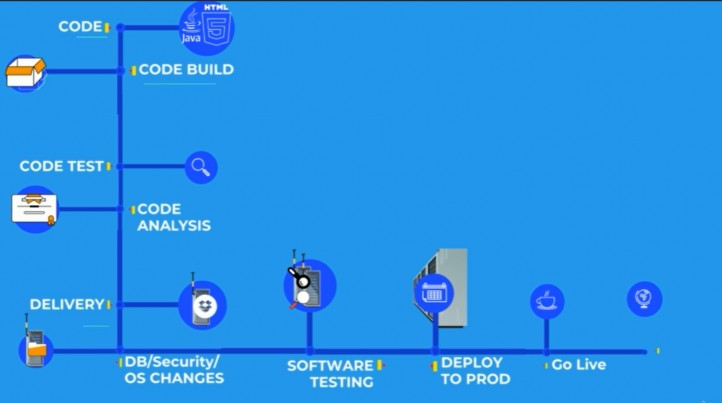 CODE
HTML
Java
5
CODE BUILD
CODE TEST
CODE
ANALYSIS
DELIVERY
DB/Security/
OS CHANGES
SOFTWARE
TESTING
DEPLOY
TO PROD
Go Live